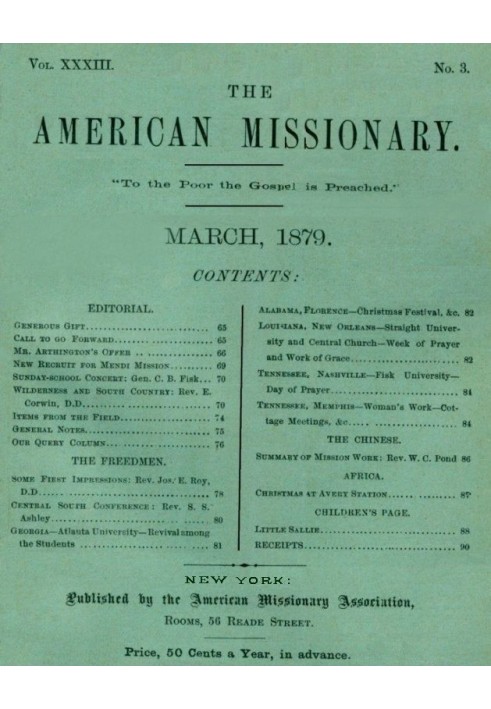 VOL. XXXIII.
No. 3.
THE
AMERICAN MISSIONARY.
"To the Poor the Gospel is Preached."
MARCH, 1879.
CONTENTS:
EDITORIAL.
GENEROUS GIFT 65
CALL TO GO FORWARD 65
MR. ARTHINGTON'S OFFER 66
NEW RECRUIT FOR MENDI MISSION 69
SUNDAY-SCHOOL CONCERT: GEN. C. B. FISK 70
WILDERNESS AND SOUTH COUNTRY: REV. E.
Corwin, D.D 70
ITEMS FROM THE FIELD 74
GENERAL NOTES 75
OUR QUERY COLUMN 76
THE FREEDMEN.
SOME FIRST IMPRESSIONS: REV. JOS. E. ROY,
D.D 78
CENTRAL SOUTH CONFERENCE: REV. S. S.
Ashley 80
GEORGIA—Atlanta University—Revival among
the Students 81
ALABAMA, FLORENCE—Christmas Festival, &c. 82
LOUISIANA, NEW ORLEANS—Straight Univer-
sity and Central Church—Week of Prayer
and Work of Grace 82
TENNESSEE, NASHVILLE—Fisk University—
Day of Prayer 84
TENNESSEE, MEMPHIS—Woman's Work—Cot-
tage Meetings, &c 84
THE CHINESE.
SUMMARY OF MISSION WORK: Rev. W. C. Pond 86
AFRICA.
CHRISTMAS AT AVERY STATION 87
CHILDREN'S PAGE.
LITTLE SALLIE 88
RECEIPTS 90
NEW YORK:
Published by the American Missionary Association,
ROOMS, 56 READE STREET.
Price, 50 Cents a Year, in advance.